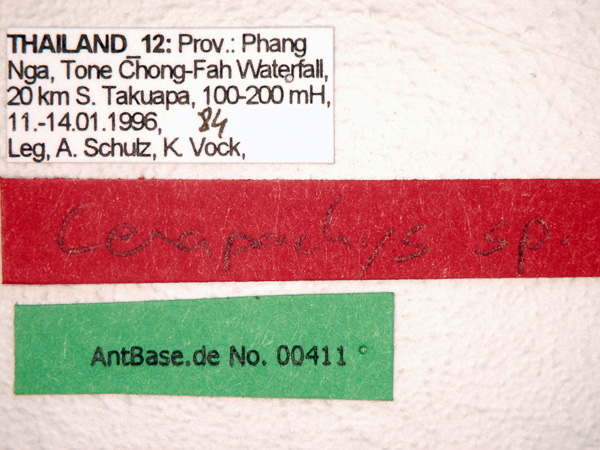 THAILAND_12: Prov.: Phang
Nga, Tone Chong-Fah Waterfall,
20 km S. Takuapa, 100-200 mH,
11.-14.01.1996, 84
Leg, A. Schulz, K. Vock,
Cerapachys sp.
AntBase.de No. 00411